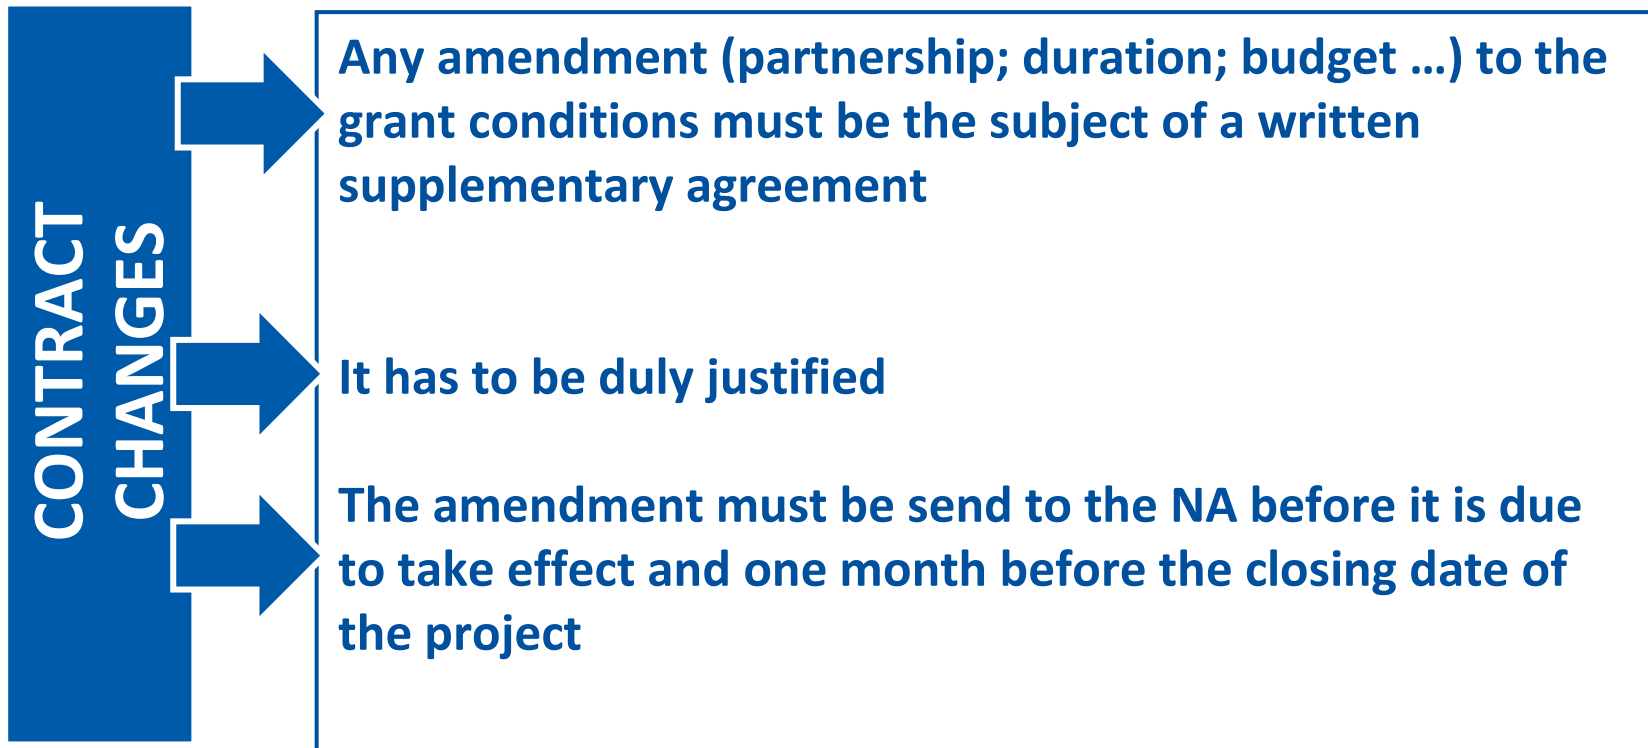 CONTRACT
CHANGES
Any amendment (partnership; duration; budget ...) to the
grant conditions must be the subject of a written
supplementary agreement
It has to be duly justified
The amendment must be send to the NA before it is due
to take effect and one month before the closing date of
the project